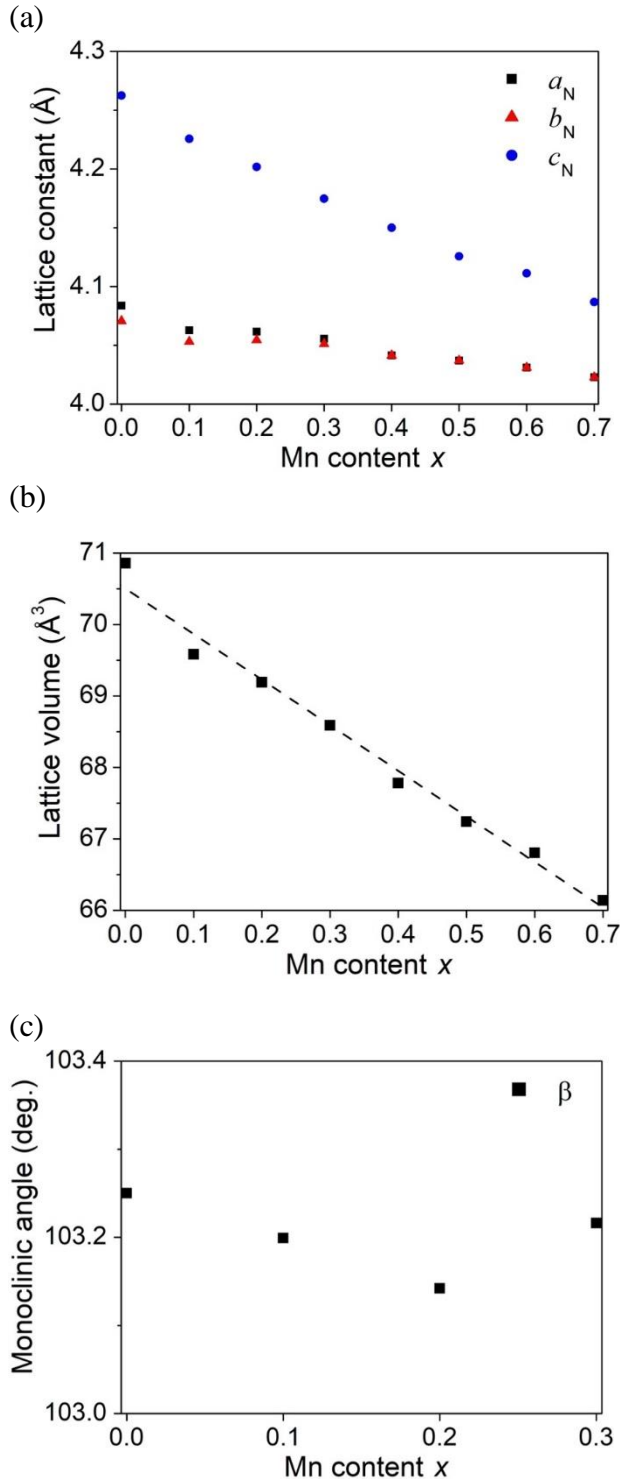 (a)
4.3
4.2
4.1
4.0
Lattice constant (Å)
a_N
b_N
c_N
0.0 0.1 0.2 0.3 0.4 0.5 0.6 0.7
Mn content x
(b)
71
70
69
68
67
66
Lattice volume (Å³)
0.0 0.1 0.2 0.3 0.4 0.5 0.6 0.7
Mn content x
(c)
103.4
103.2
103.0
Monoclinic angle (deg.)
β
0.0 0.1 0.2 0.3
Mn content x